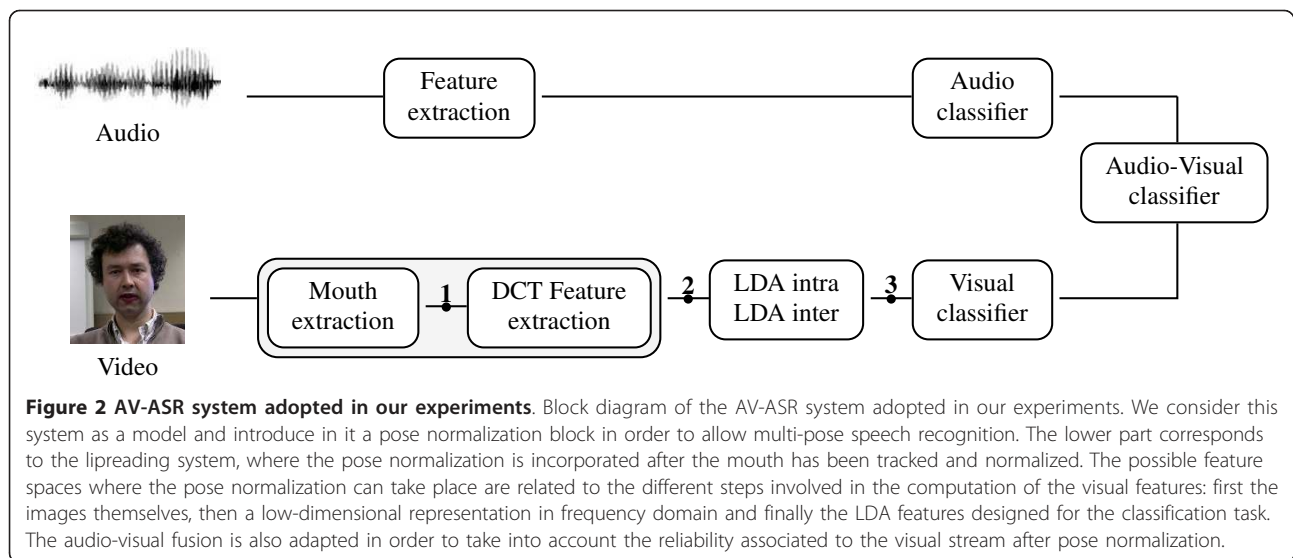 Feature
extraction
Audio
classifier
Audio
Audio-Visual
classifier
Mouth
extraction
1
DCT Feature
extraction
2
LDA intra
LDA inter
3
Visual
classifier
Video
Figure 2 AV-ASR system adopted in our experiments. Block diagram of the AV-ASR system adopted in our experiments. We consider this
system as a model and introduce in it a pose normalization block in order to allow multi-pose speech recognition. The lower part corresponds
to the lipreading system, where the pose normalization is incorporated after the mouth has been tracked and normalized. The possible feature
spaces where the pose normalization can take place are related to the different steps involved in the computation of the visual features: first the
images themselves, then a low-dimensional representation in frequency domain and finally the LDA features designed for the classification task.
The audio-visual fusion is also adapted in order to take into account the reliability associated to the visual stream after pose normalization.